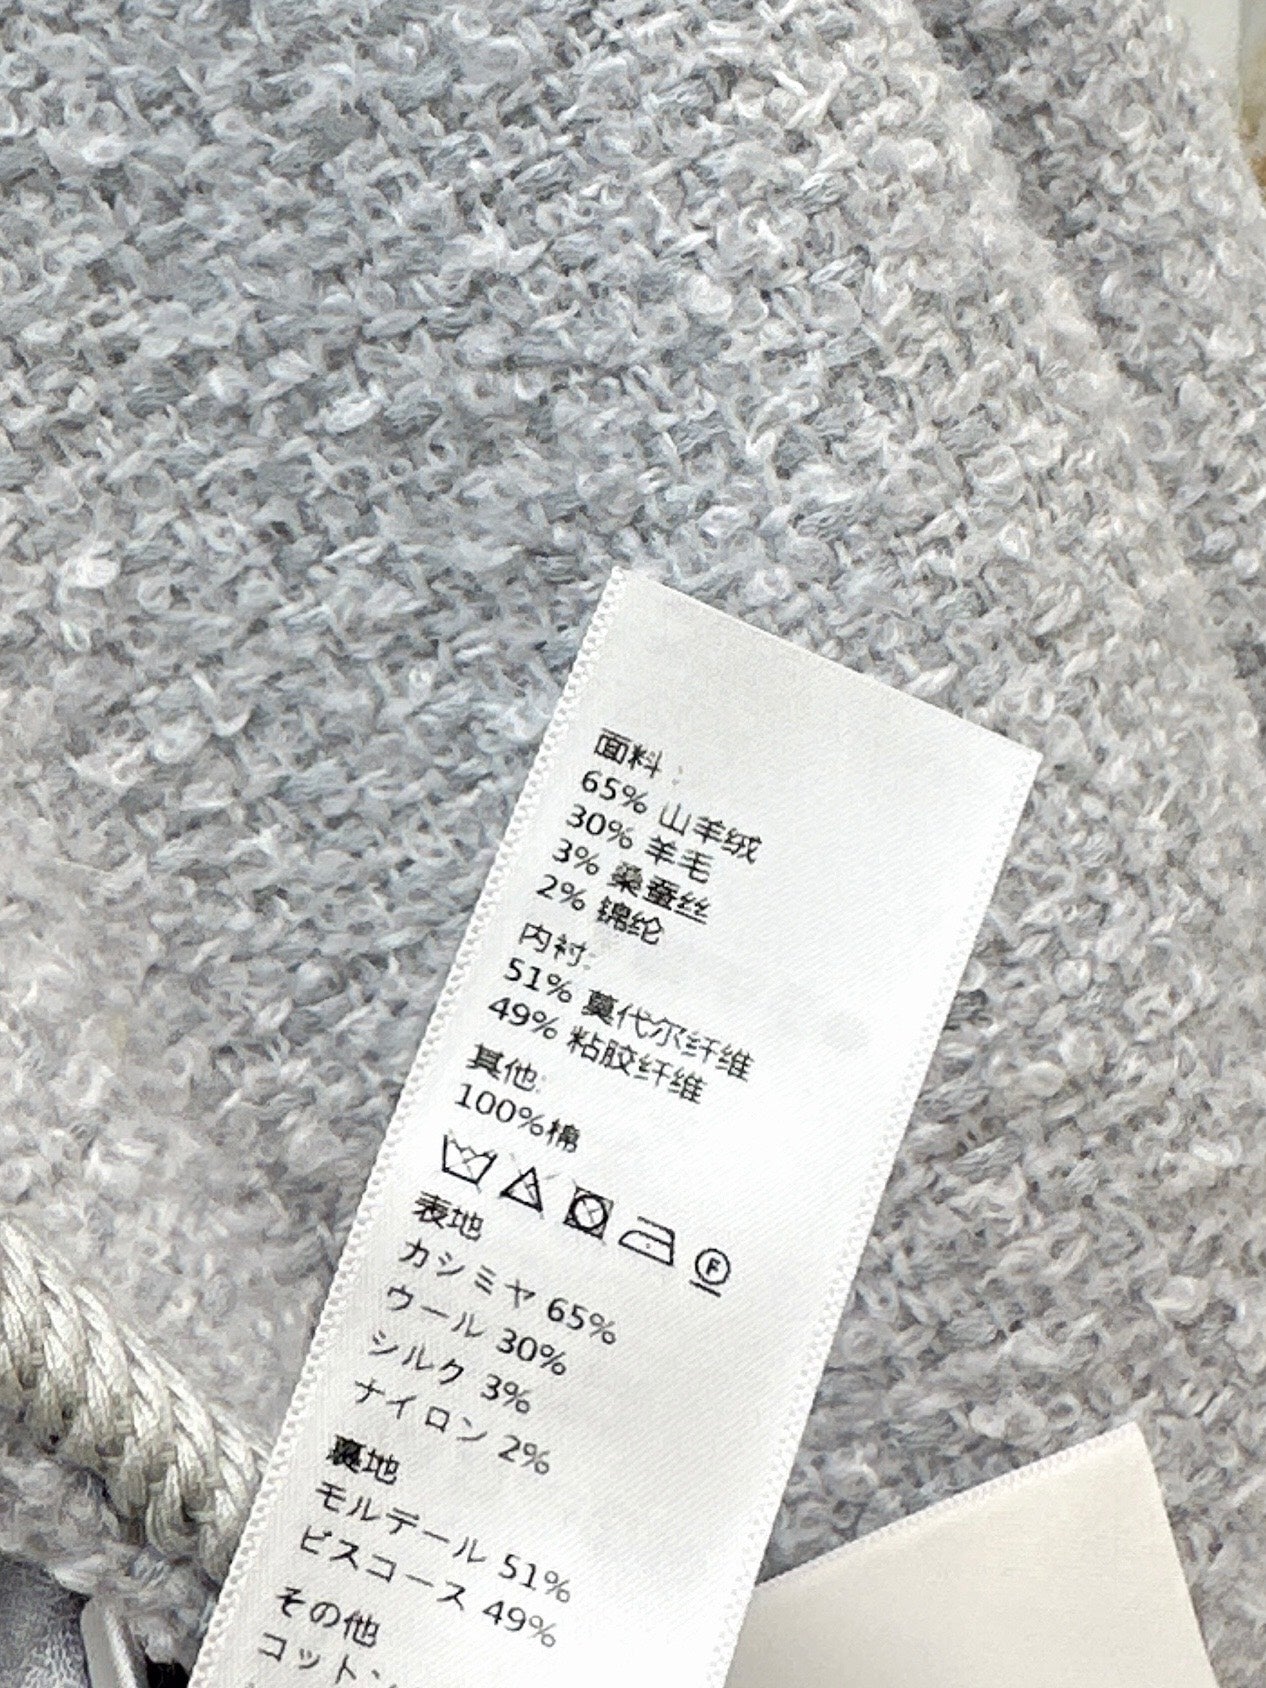 面料：
65% 山羊绒
30% 羊毛
3% 桑蚕丝
2% 锦纶
内衬:
51% 莫代尔纤维
49% 粘胶纤维
其他:
100%棉
F
表地
カシミヤ 65%
ウール 30%
シルク 3%
ナイロン 2%
裏地
モルデール 51%
ビスコース 49%
その他
コット